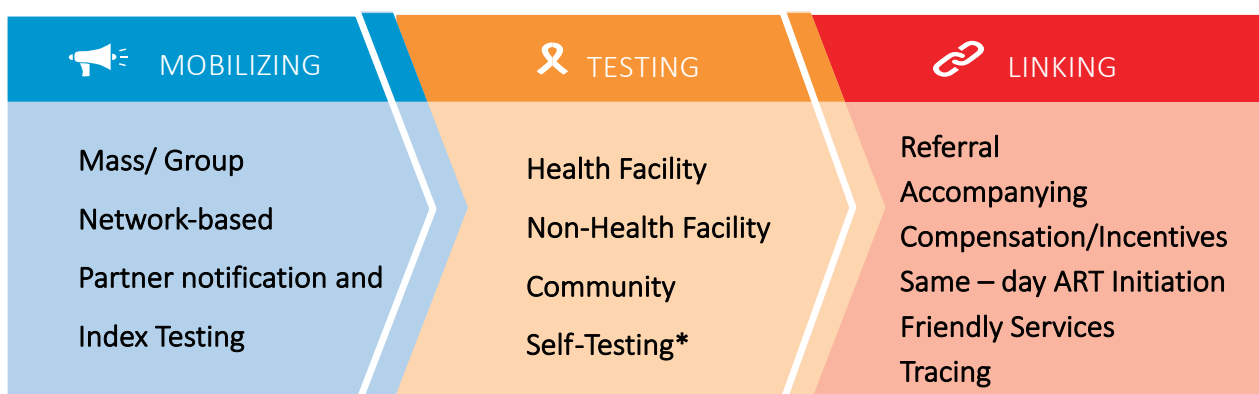 MOBILIZING
Mass/ Group
Network-based
Partner notification and
Index Testing
TESTING
Health Facility
Non-Health Facility
Community
Self-Testing*
LINKING
Referral
Accompanying
Compensation/Incentives
Same – day ART Initiation
Friendly Services
Tracing